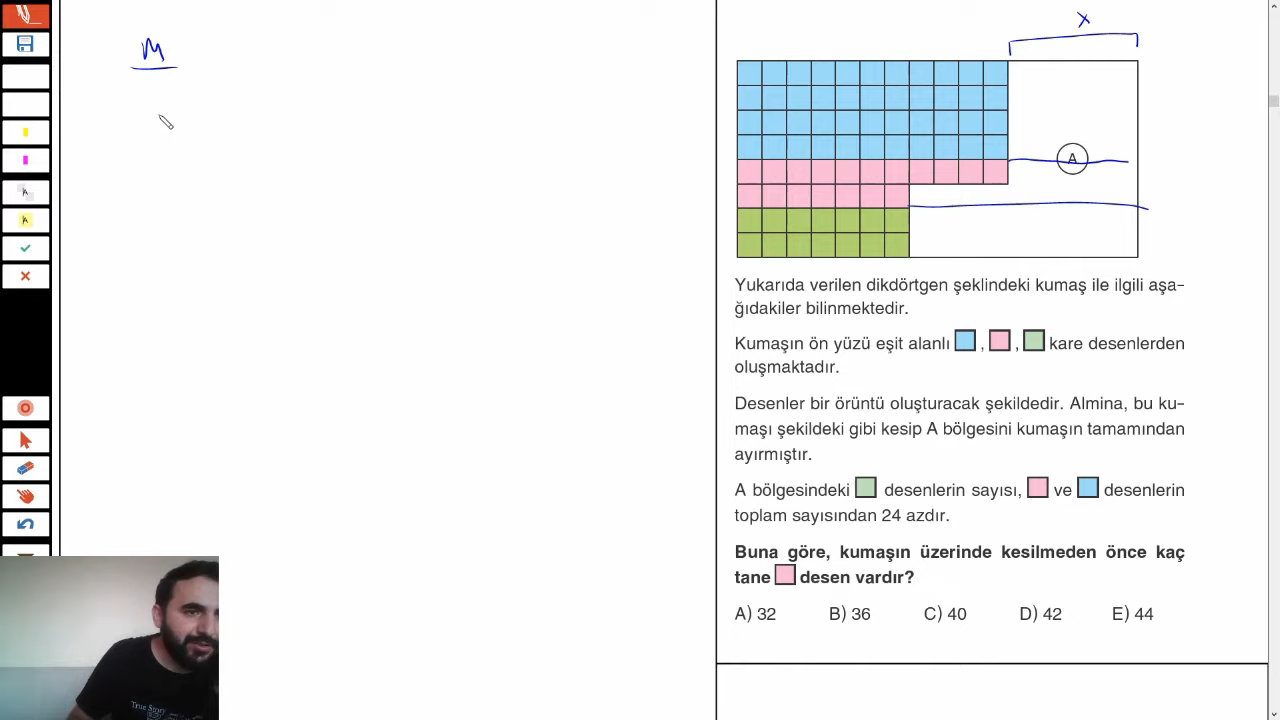 M
x
A
Yukarıda verilen dikdörtgen şeklindeki kumaş ile ilgili aşa-
ğıdakiler bilinmektedir.
Kumaşın ön yüzü eşit alanlı , , kare desenlerden
oluşmaktadır.
Desenler bir örüntü oluşturacak şekildedir. Almina, bu ku-
maşı şekildeki gibi kesip A bölgesini kumaşın tamamından
ayırmıştır.
A bölgesindeki desenlerin sayısı, ve desenlerin
toplam sayısından 24 azdır.
Buna göre, kumaşın üzerinde kesilmeden önce kaç
tane desen vardır?
A) 32 B) 36 C) 40 D) 42 E) 44
True Story